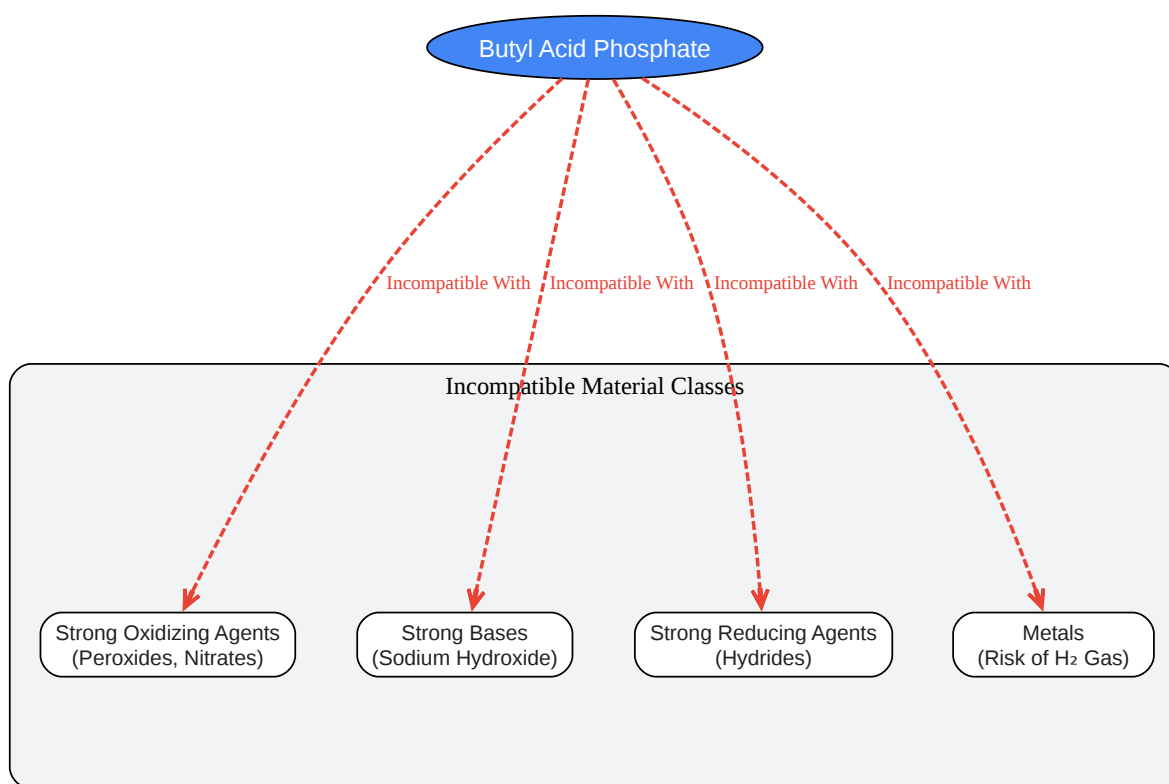 Butyl Acid Phosphate
Incompatible With
Incompatible With
Incompatible With
Incompatible With
Incompatible Material Classes
Strong Oxidizing Agents
(Peroxides, Nitrates)
Strong Bases
(Sodium Hydroxide)
Strong Reducing Agents
(Hydrides)
Metals
(Risk of H₂ Gas)